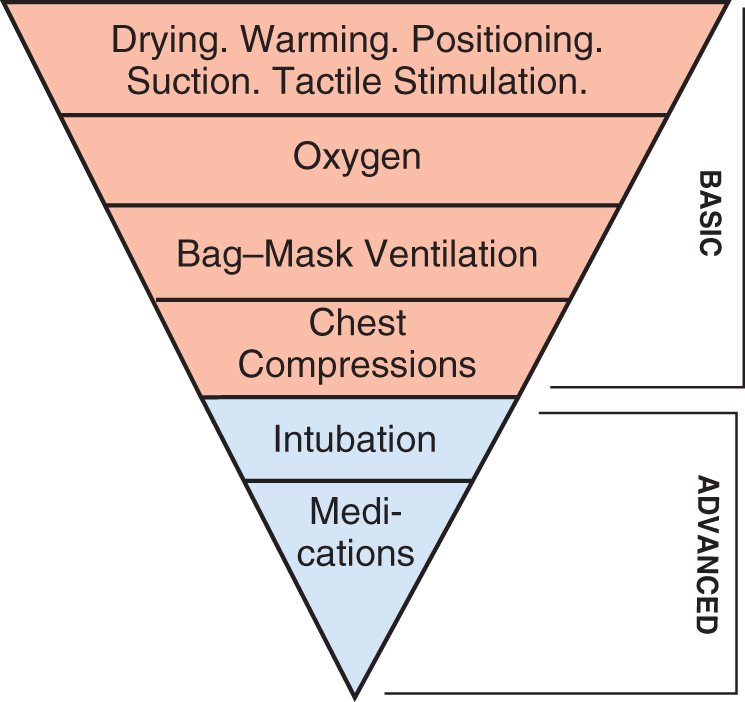 Drying. Warming. Positioning.
Suction. Tactile Stimulation.
Oxygen
Bag–Mask Ventilation
Chest
Compressions
Intubation
Medi-
cations
BASIC
ADVANCED